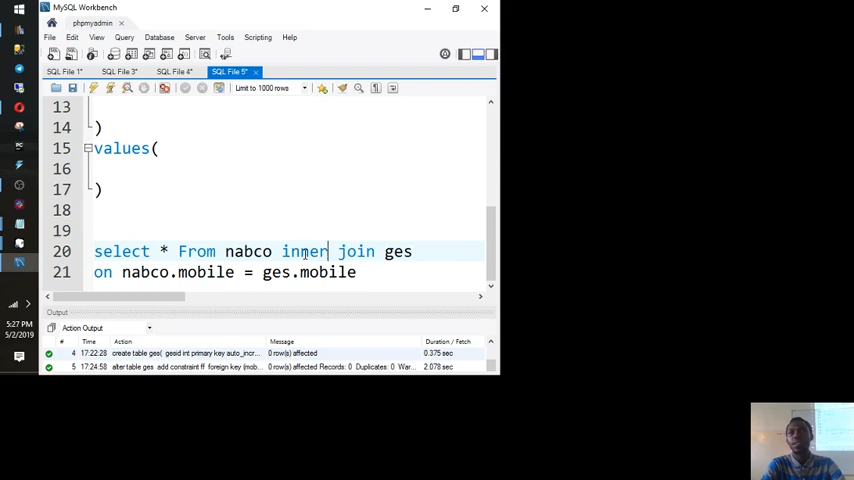 MySQL Workbench
phpmyadmin ×
File Edit View Query Database Server Tools Scripting Help
SQL File 1* SQL File 3* SQL File 4* SQL File 5* ×
Limit to 1000 rows
13
14 )
15 values(
16
17 )
18
19
20 select * From nabco inner join ges
21 on nabco.mobile = ges.mobile
Output
Action Output
# Time Action Message Duration / Fetch
4 17:22:28 create table ges( gesid int primary key auto_incr... 0 row(s) affected 0.375 sec
5 17:24:58 alter table ges add constraint ff foreign key (mob... 0 row(s) affected Records: 0 Duplicates: 0 War... 2.078 sec
5:27 PM
5/2/2019